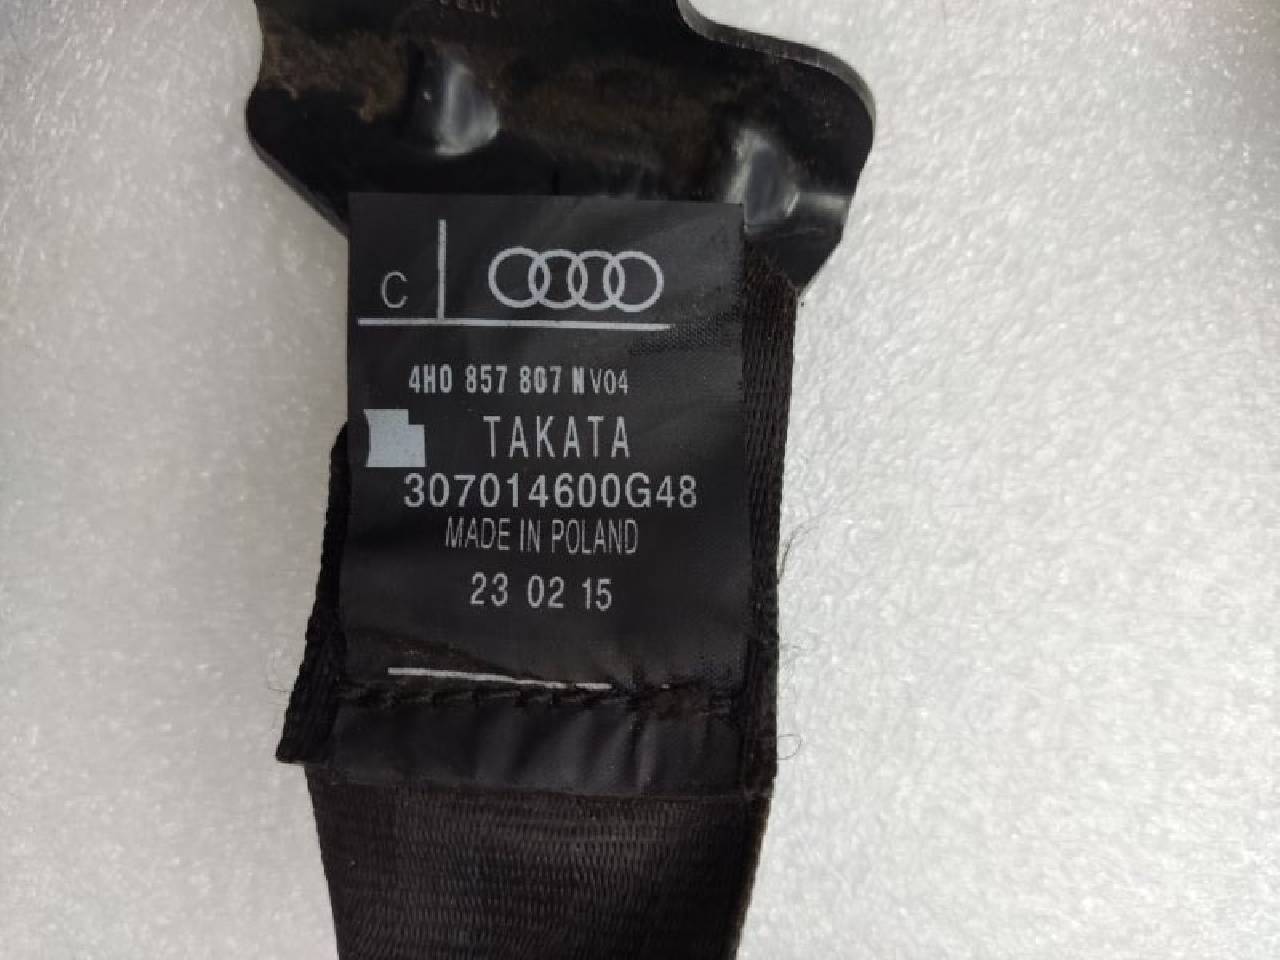 C
4H0 857 807 N V04
TAKATA
307014600G48
MADE IN POLAND
23 02 15